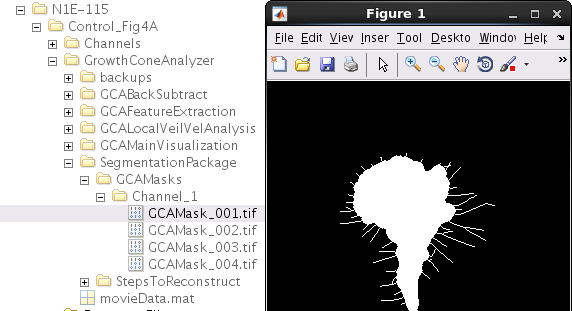 N1E-115
Control_Fig4A
Channels
GrowthConeAnalyzer
backups
GCABackSubtract
GCAFeatureExtraction
GCALocalVeilVelAnalysis
GCAMainVisualization
SegmentationPackage
GCAMasks
Channel_1
GCAMask_001.tif
GCAMask_002.tif
GCAMask_003.tif
GCAMask_004.tif
StepsToReconstruct
movieData.mat
Figure 1
File Edit View Inser Tool Deskto Windov Help